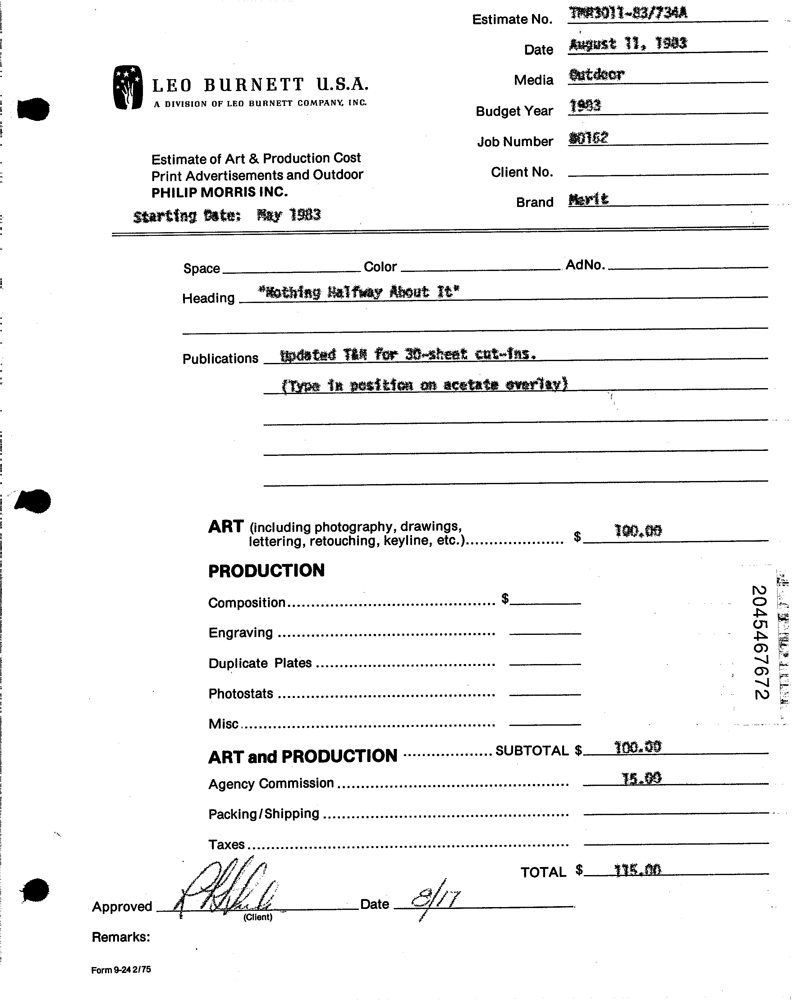 Estimate No. TMR3011-83/734A
Date August 11, 1983
LEO BURNETT U.S.A.
A DIVISION OF LEO BURNETT COMPANY, INC.
Media Outdoor
Budget Year 1983
Job Number 80162
Estimate of Art & Production Cost
Print Advertisements and Outdoor
PHILIP MORRIS INC.
Client No.
Brand Merit
Starting Date: May 1983
Space Color AdNo.
Heading "Nothing Halfway About It"
Publications Updated T&N for 30-sheet cut-ins.
(Type in position on acetate overlay)
ART (including photography, drawings,
lettering, retouching, keyline, etc.)..................... $ 100.00
PRODUCTION
Composition............................................ $
Engraving ..............................................
Duplicate Plates ......................................
Photostats ..............................................
Misc......................................................
ART and PRODUCTION ................... SUBTOTAL $ 100.00
Agency Commission ................................................. 15.00
Packing/Shipping ....................................................
Taxes....................................................................
TOTAL $ 115.00
Approved Date 8/17
(Client)
Remarks:
Form 9-24 2/75
2045467672